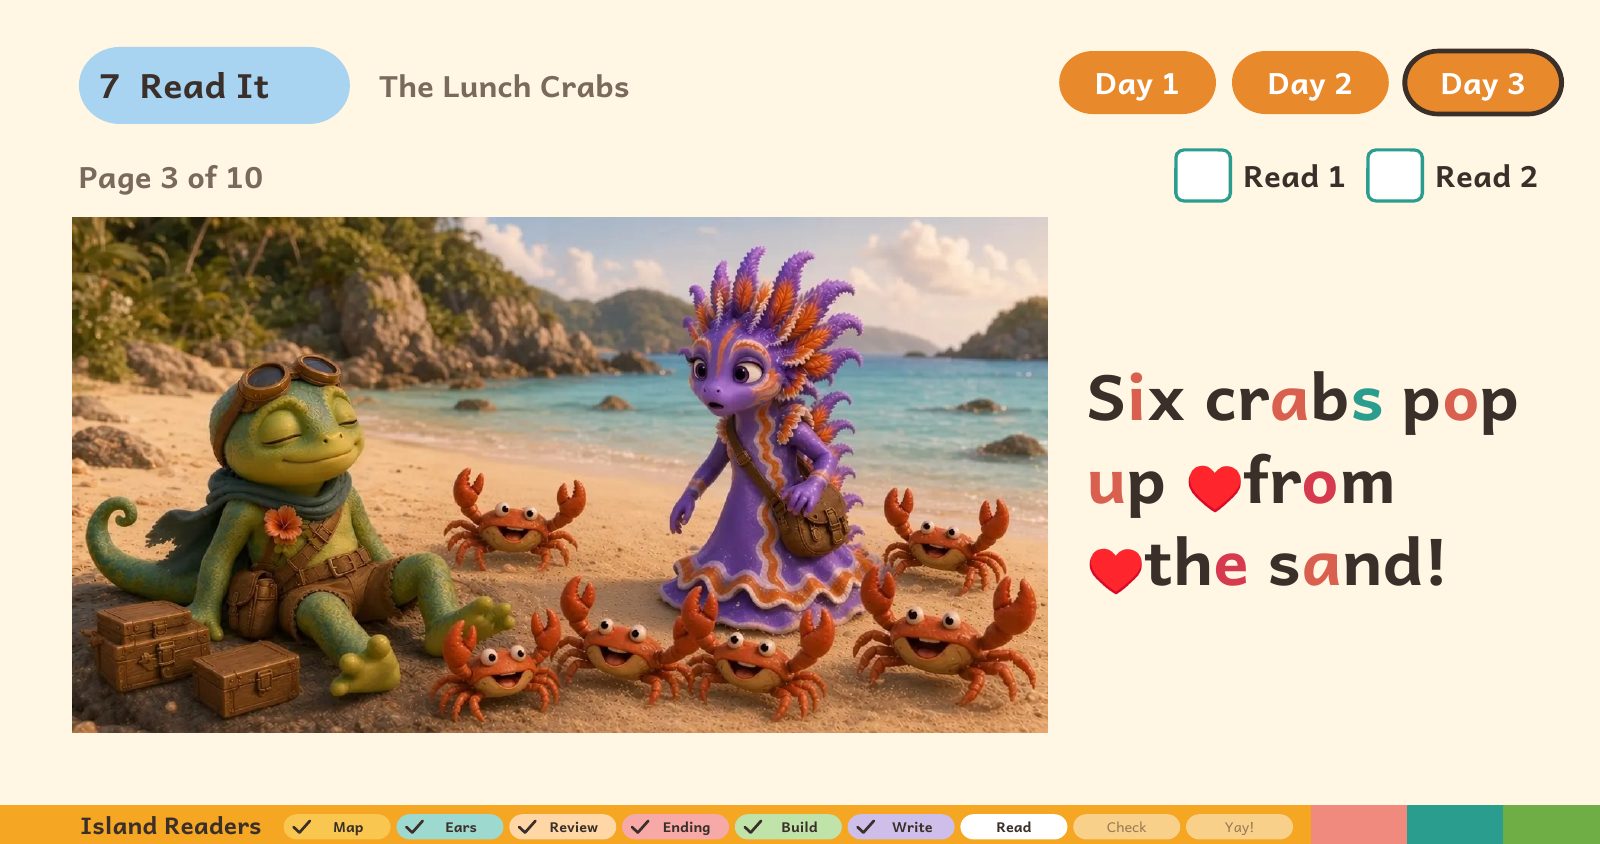 7 Read It
The Lunch Crabs
Day 1
Day 2
Day 3
Page 3 of 10
Read 1
Read 2
Six crabs pop
up ❤from
❤the sand!
Island Readers
Map
Ears
Review
Ending
Build
Write
Read
Check
Yay!